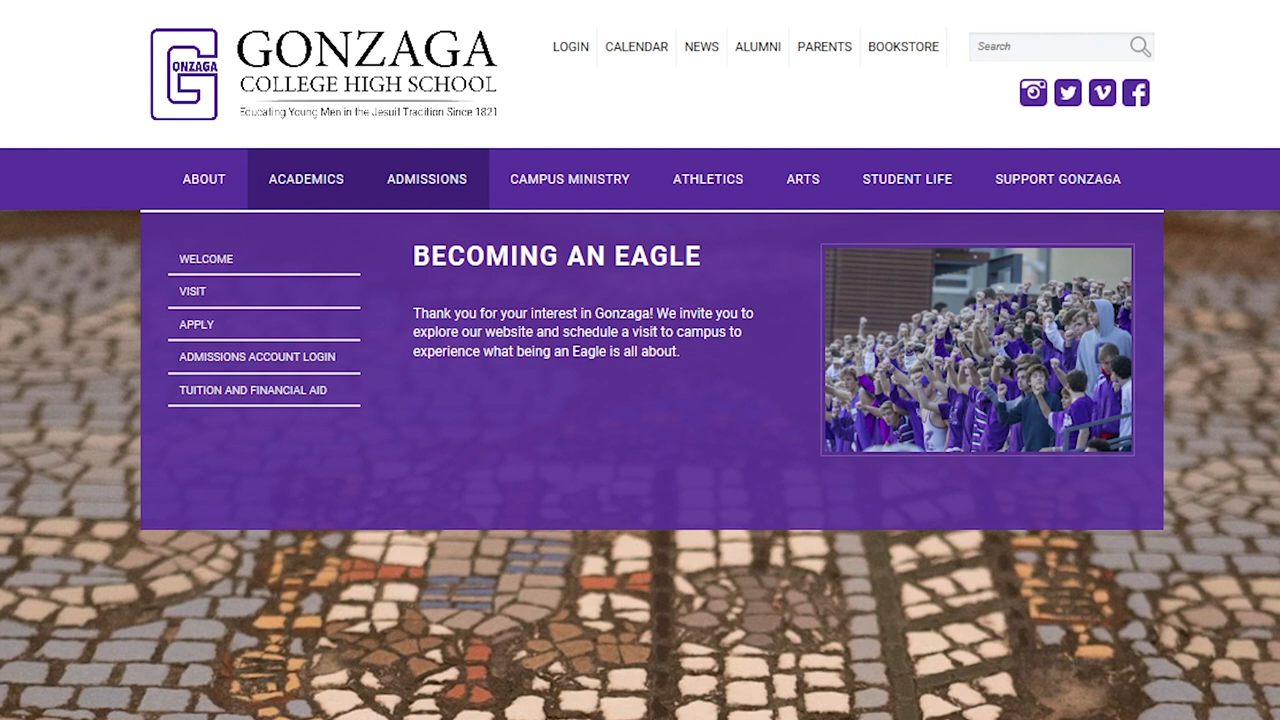 ONZAGA
GONZAGA
COLLEGE HIGH SCHOOL
Educating Young Men in the Jesuit Tradition Since 1821
LOGIN CALENDAR NEWS ALUMNI PARENTS BOOKSTORE
Search
ABOUT ACADEMICS ADMISSIONS CAMPUS MINISTRY ATHLETICS ARTS STUDENT LIFE SUPPORT GONZAGA
WELCOME
VISIT
APPLY
ADMISSIONS ACCOUNT LOGIN
TUITION AND FINANCIAL AID
BECOMING AN EAGLE
Thank you for your interest in Gonzaga! We invite you to
explore our website and schedule a visit to campus to
experience what being an Eagle is all about.